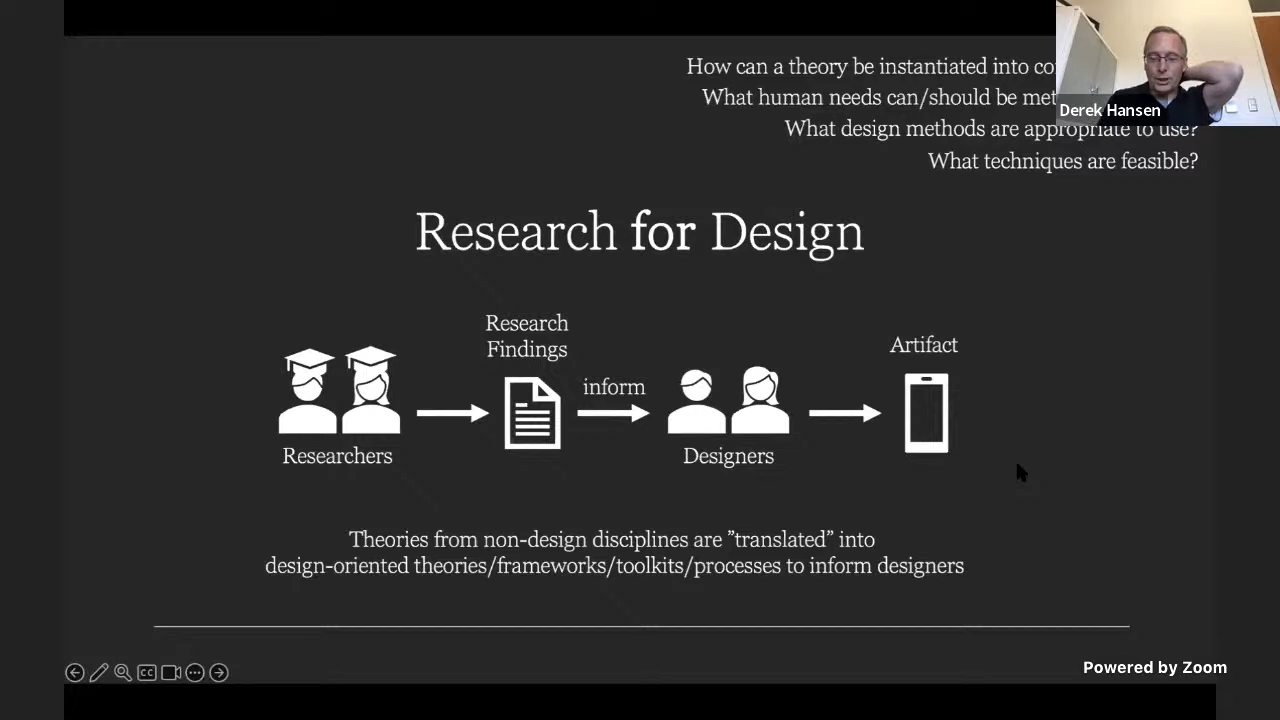 How can a theory be instantiated into
What human needs can/should be met
Derek Hansen
What design methods are appropriate to use?
What techniques are feasible?
Research for Design
Research
Findings
Artifact
inform
Researchers
Designers
Theories from non-design disciplines are ”translated” into
design-oriented theories/frameworks/toolkits/processes to inform designers
CC
Powered by Zoom